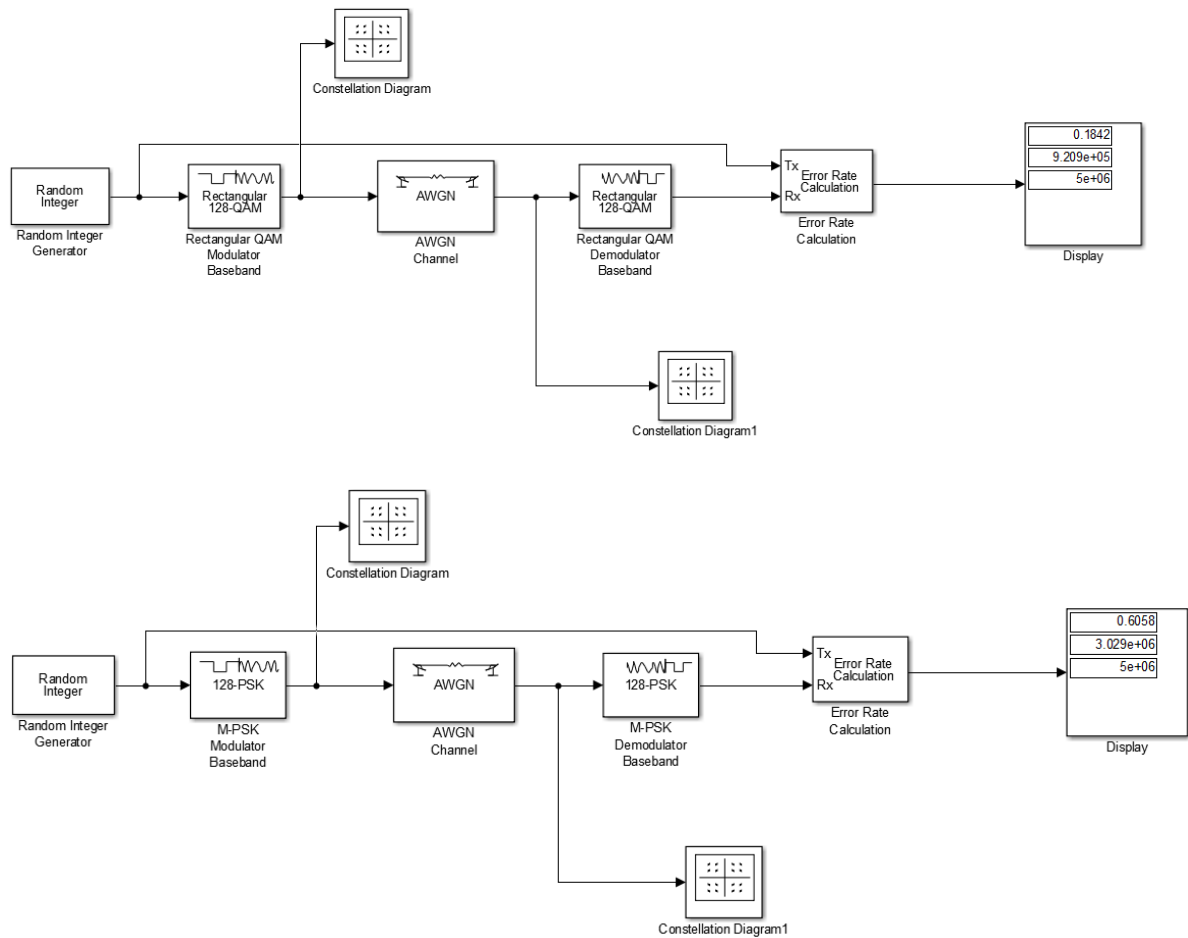 Constellation Diagram
Random
Integer
Random Integer
Generator
Rectangular
128-QAM
Rectangular QAM
Modulator
Baseband
AWGN
AWGN
Channel
Rectangular
128-QAM
Rectangular QAM
Demodulator
Baseband
Tx
Rx
Error Rate
Calculation
Error Rate
Calculation
0.1842
9.209e+05
5e+06
Display
Constellation Diagram1
Constellation Diagram
Random
Integer
Random Integer
Generator
128-PSK
M-PSK
Modulator
Baseband
AWGN
AWGN
Channel
128-PSK
M-PSK
Demodulator
Baseband
Tx
Rx
Error Rate
Calculation
Error Rate
Calculation
0.6058
3.029e+06
5e+06
Display
Constellation Diagram1